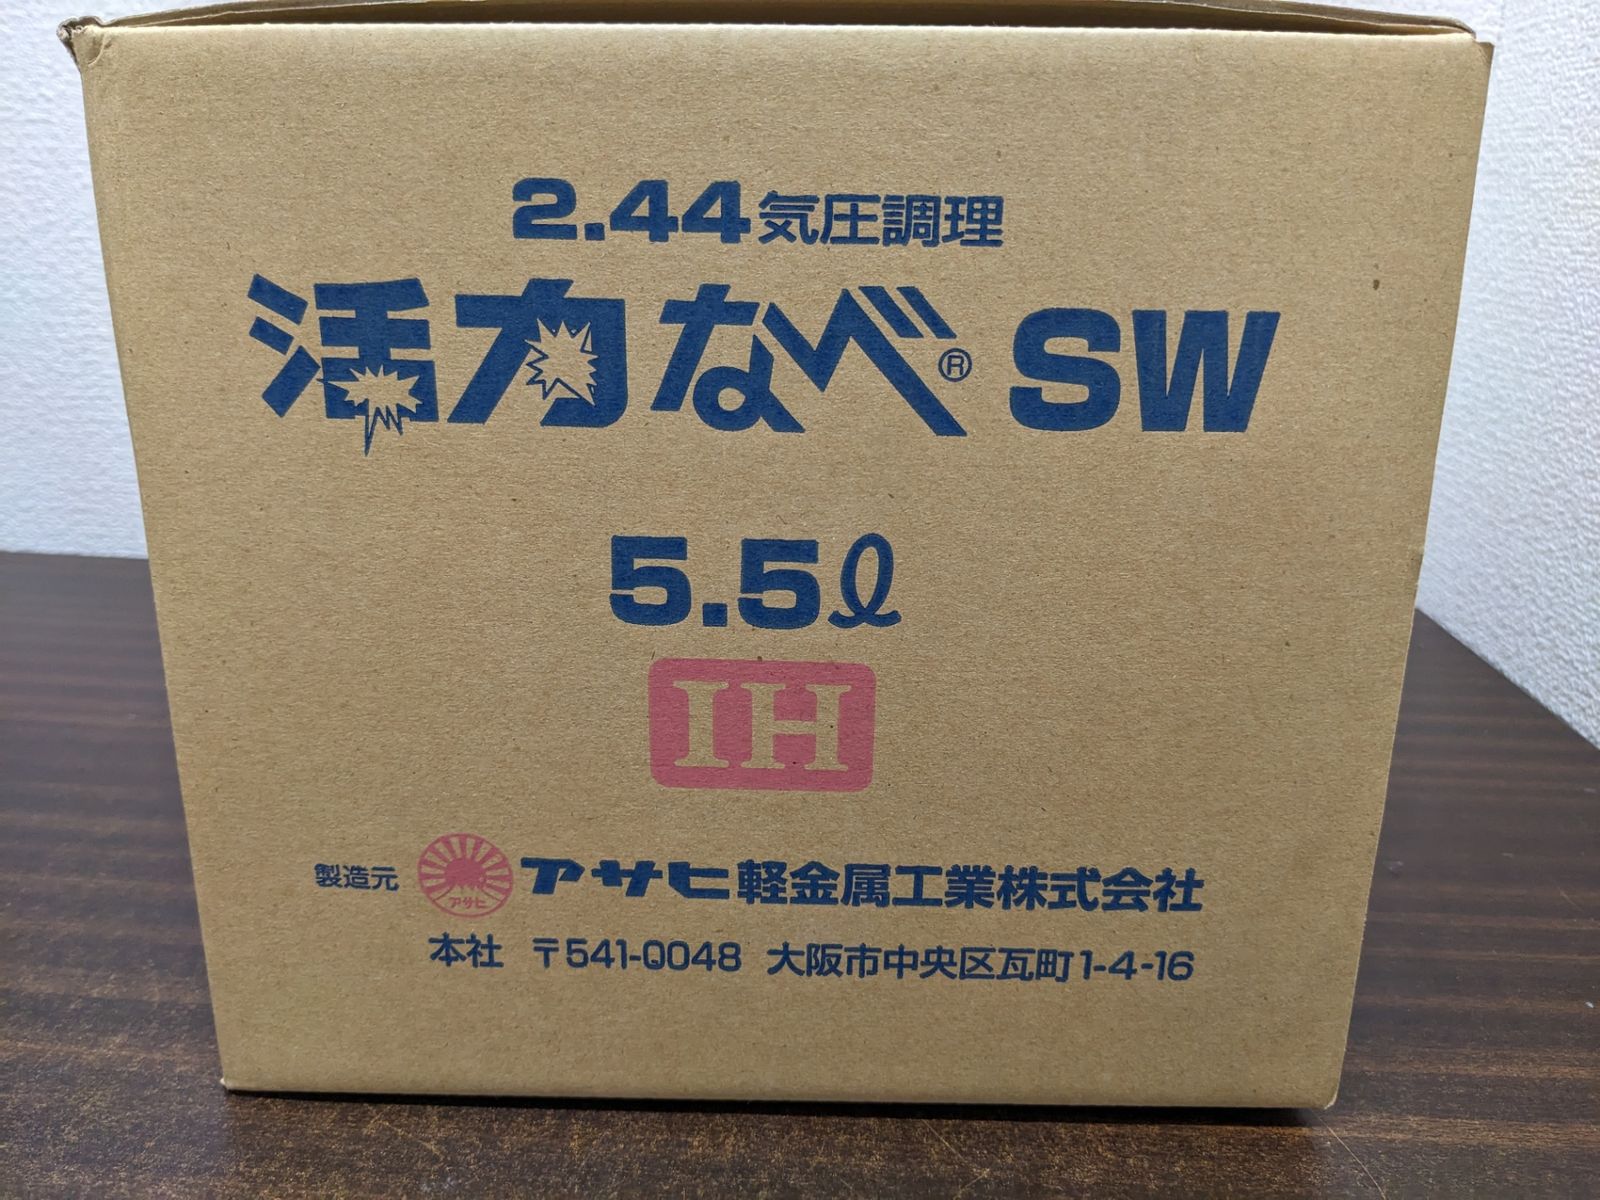 2.44気圧調理
活力なべ® SW
5.5ℓ
IH
製造元 アサヒ アサヒ軽金属工業株式会社
本社 〒541-0048 大阪市中央区瓦町1-4-16